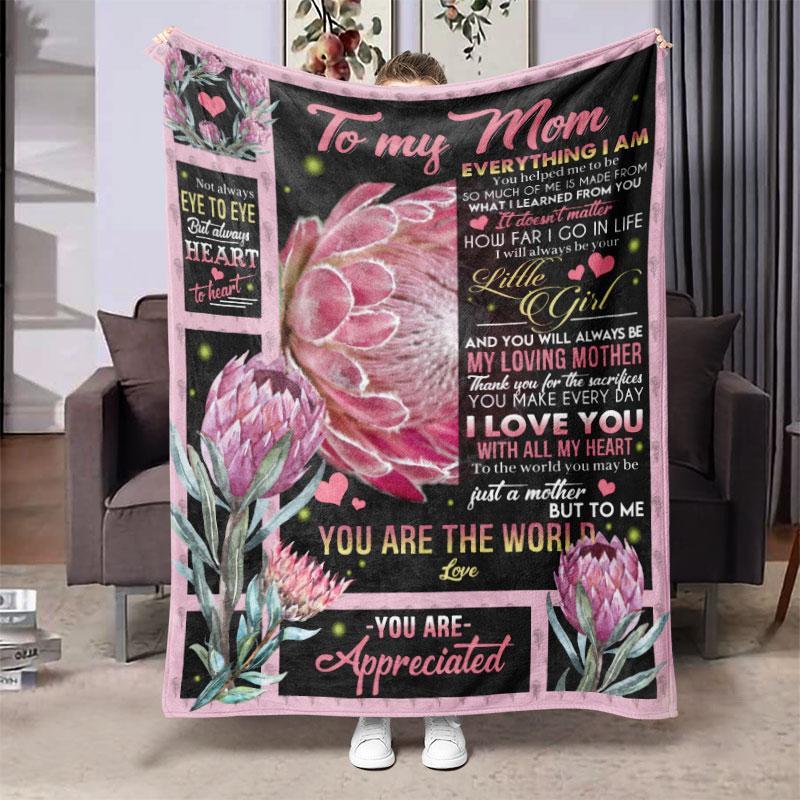 To my Mom
Not always
EYE TO EYE
But always
HEART
to heart
EVERYTHING I AM
You helped me to be
SO MUCH OF ME IS MADE FROM
WHAT I LEARNED FROM YOU
It doesn't matter
HOW FAR I GO IN LIFE
I will always be your
Little
Girl
AND YOU WILL ALWAYS BE
MY LOVING MOTHER
Thank you for the sacrifices
YOU MAKE EVERY DAY
I LOVE YOU
WITH ALL MY HEART
To the world you may be
just a mother
BUT TO ME
YOU ARE THE WORLD
Love
-YOU ARE-
Appreciated